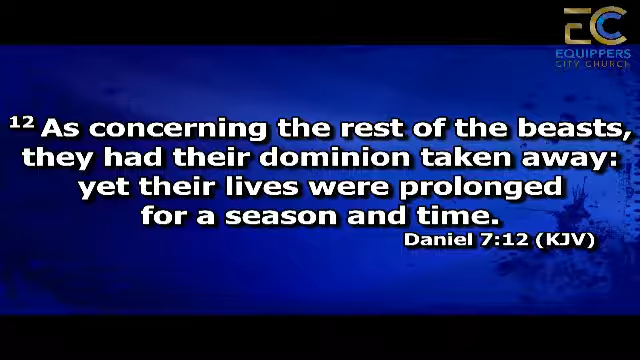 EC
EQUIPPERS
CITY CHURCH
12 As concerning the rest of the beasts,
they had their dominion taken away:
yet their lives were prolonged
for a season and time.
Daniel 7:12 (KJV)